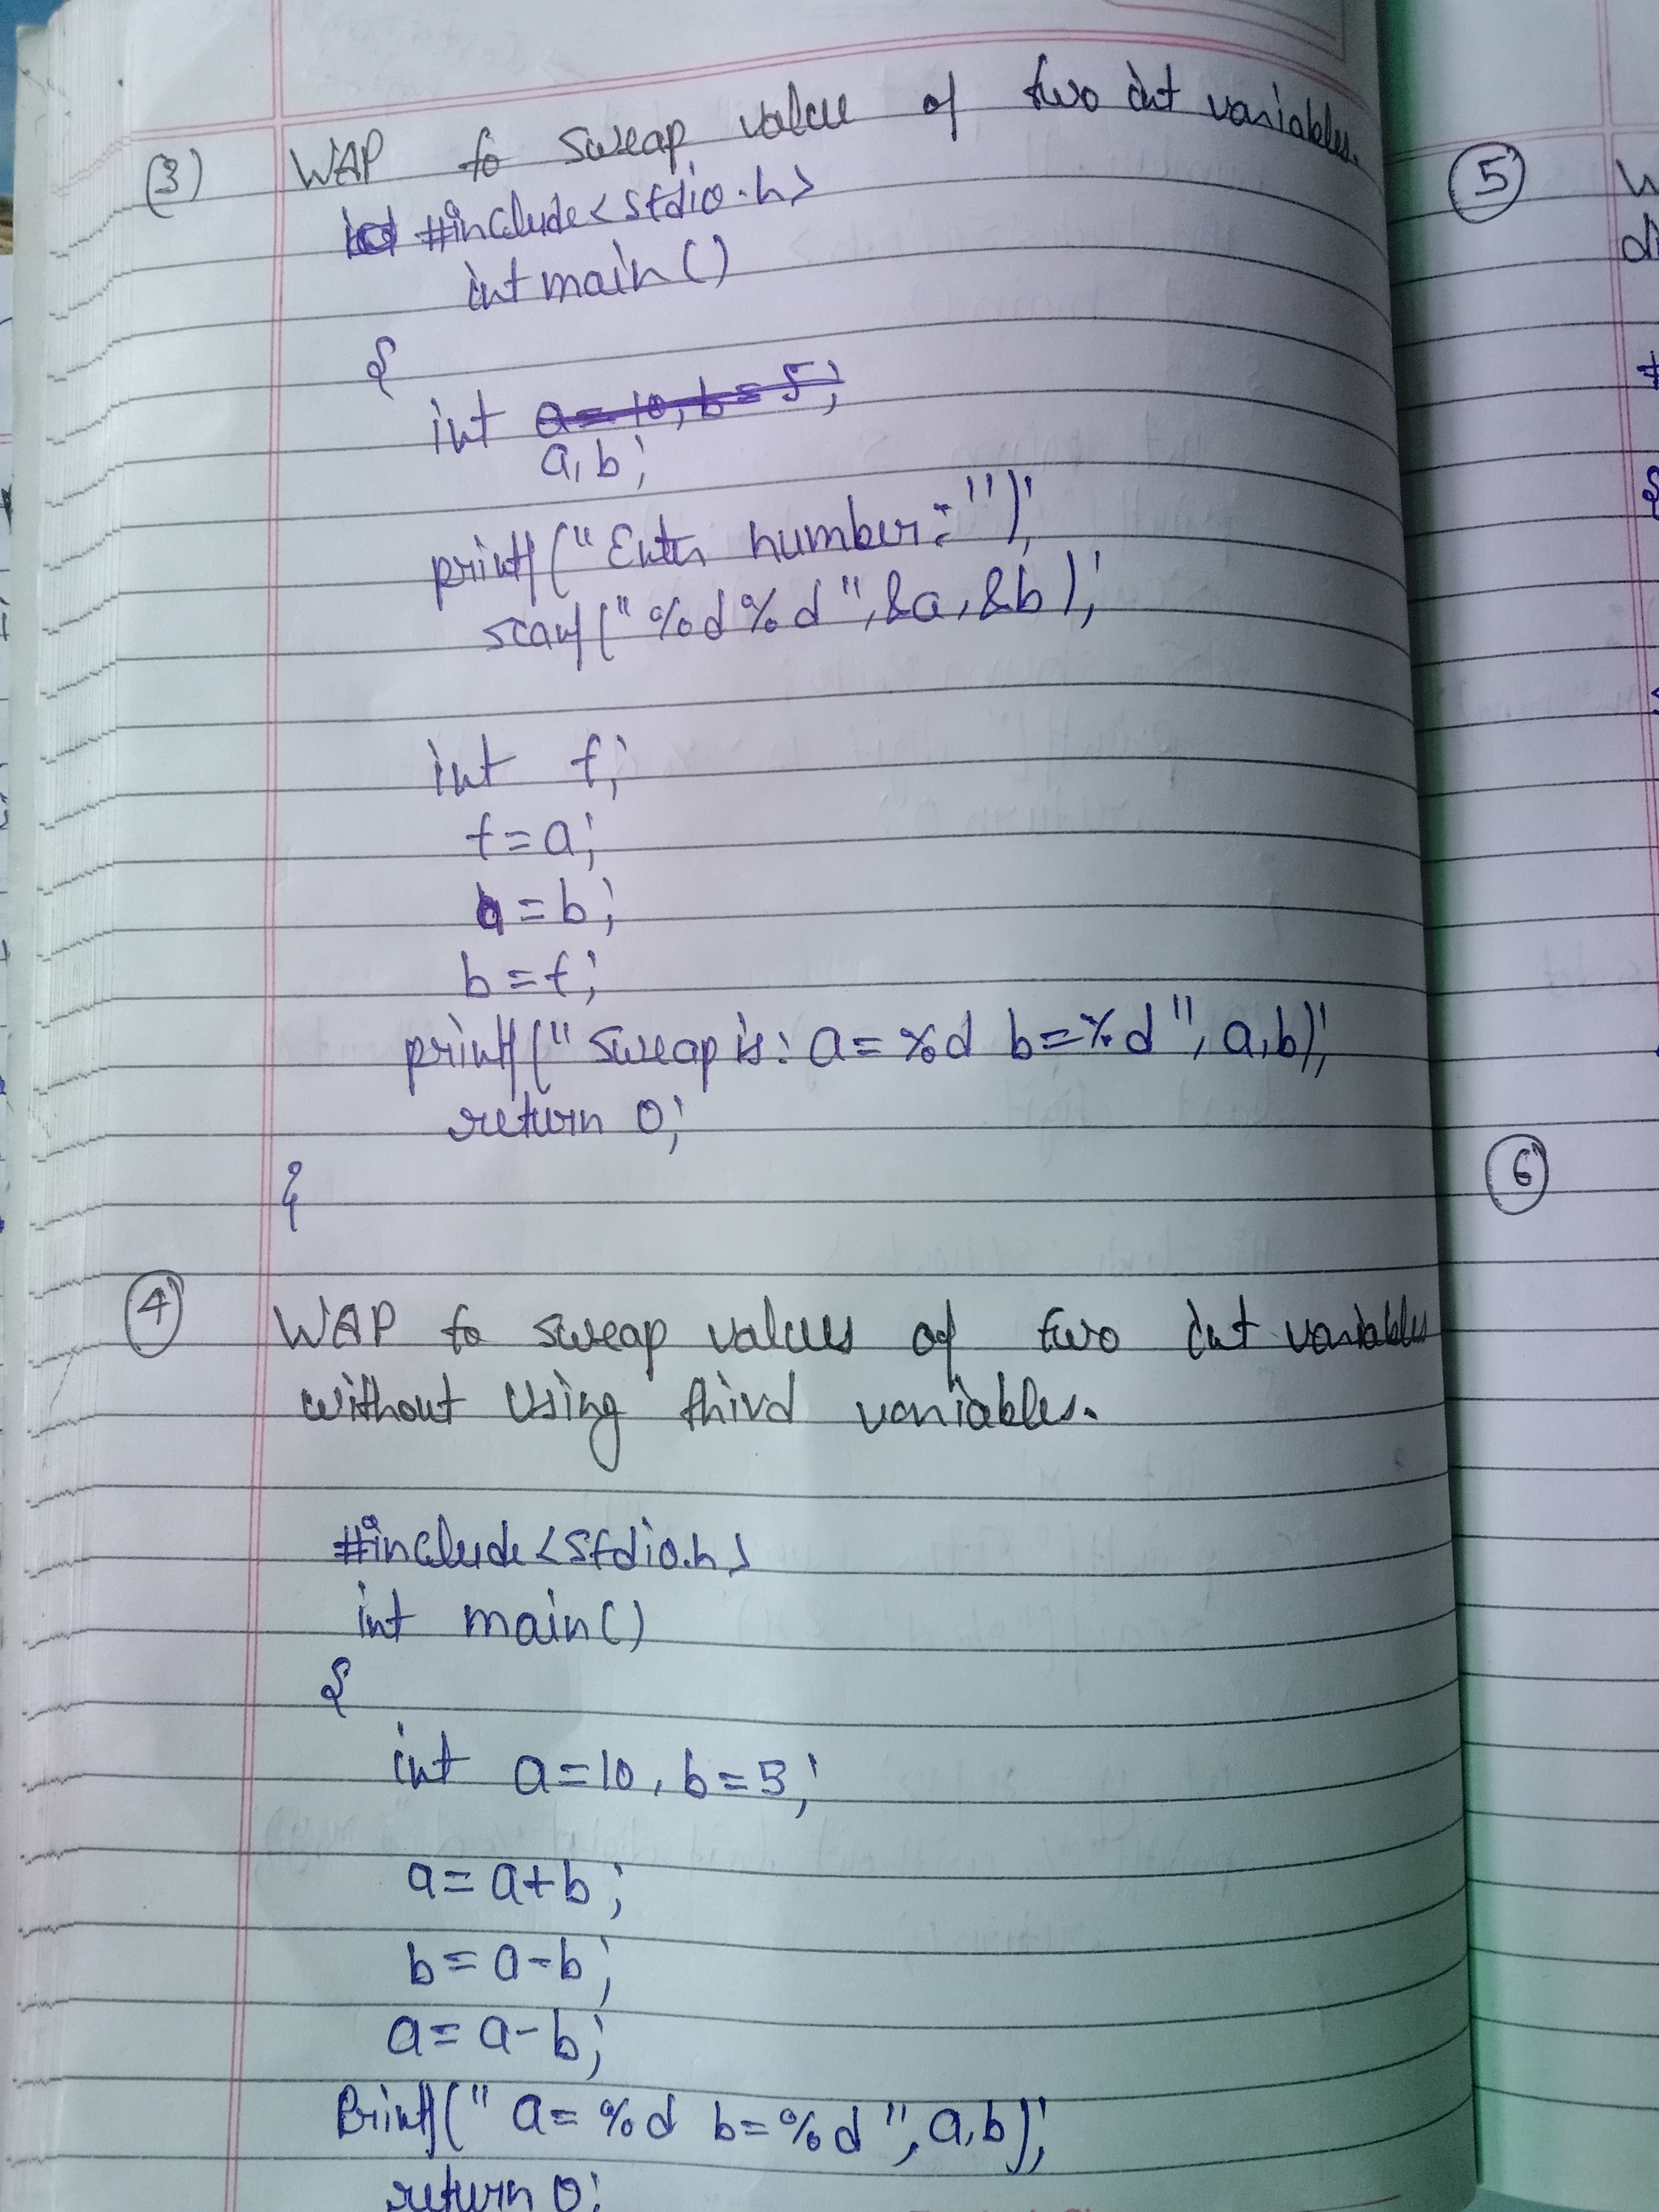 (3) WAP to sweap value of two int variables.
#include<stdio.h>
int main()
{
int a=10, b=5;
a,b;
printf("Enter number:");
scanf("%d%d",&a,&b);
int t;
t=a;
a=b;
b=t;
printf("sweap is: a=%d b=%d", a,b);
return 0;
}
(4) WAP to sweap values of two int variables
without using third variables.
#include<stdio.h>
int main()
{
int a=10, b=5;
a=a+b;
b=a-b;
a=a-b;
Printf("a=%d b=%d",a,b);
return 0;
(5)
(6)